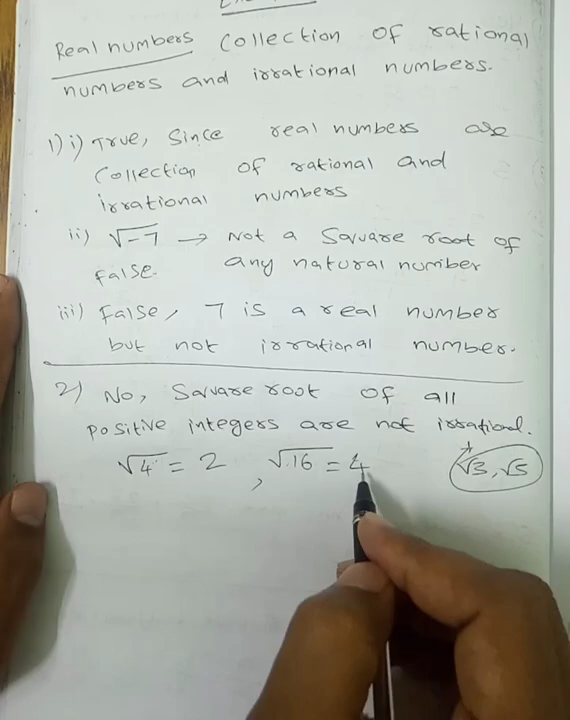 Real numbers Collection of rational
numbers and irrational numbers.
1) i) True, Since real numbers are
Collection of rational and
irrational numbers
ii) √-7 → Not a Square root of
False. any natural number
iii) False, 7 is a real number
but not irrational number.
2) No, Square root of all
positive integers are not irrational.
√4 = 2 , √16 = 4 √3, √5